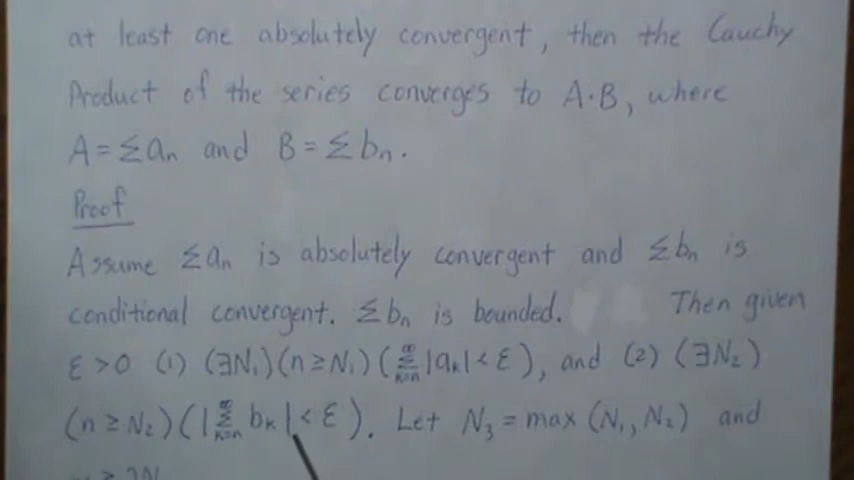 at least one absolutely convergent, then the Cauchy
Product of the series converges to A·B, where
A = Σaₙ and B = Σbₙ.
Proof
Assume Σaₙ is absolutely convergent and Σbₙ is
conditional convergent. Σbₙ is bounded. Then given
ε > 0 (1) (∃N₁)(n ≥ N₁)(∑_{k=n}^{∞} |aₖ| < ε), and (2) (∃N₂)
(n ≥ N₂)(|∑_{k=n}^{∞} bₖ| < ε). Let N₃ = max (N₁, N₂) and